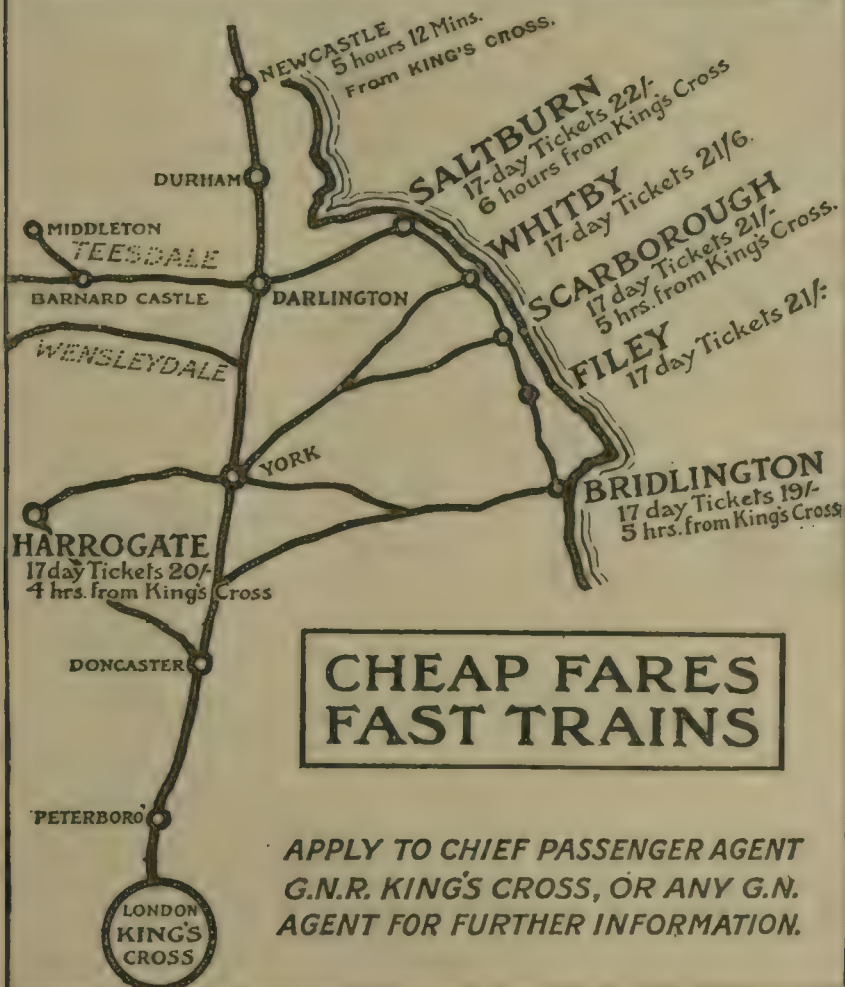 NEWCASTLE
5 hours 12 Mins.
From KING'S CROSS.
SALTBURN
17-day Tickets 22/-
6 hours from King's Cross
WHITBY
17-day Tickets 21/6.
SCARBOROUGH
17 day Tickets 21/-
5 hrs. from King's Cross.
FILEY
17 day Tickets 21/-
DURHAM
MIDDLETON
TEESDALE
BARNARD CASTLE
DARLINGTON
WENSLEYDALE
YORK
BRIDLINGTON
17 day Tickets 19/-
5 hrs. from King's Cross
HARROGATE
17 day Tickets 20/-
4 hrs. from King's Cross
DONCASTER
CHEAP FARES
FAST TRAINS
PETERBORO'
APPLY TO CHIEF PASSENGER AGENT
G.N.R. KING'S CROSS, OR ANY G.N.
AGENT FOR FURTHER INFORMATION.
LONDON
KING'S
CROSS